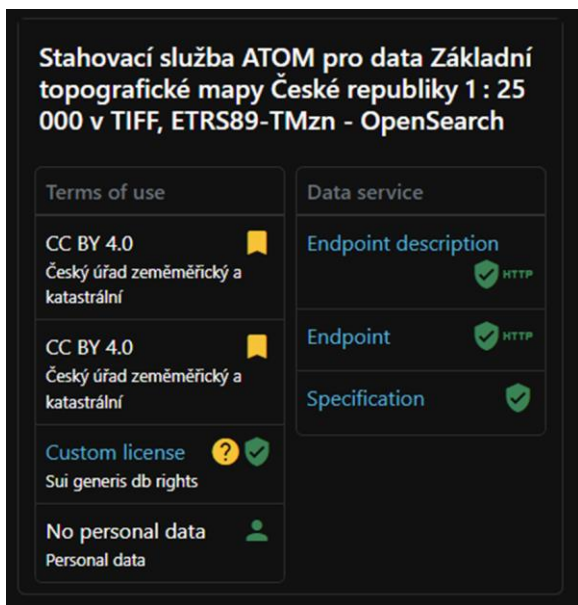 Stahovací služba ATOM pro data Základní
topografické mapy České republiky 1 : 25
000 v TIFF, ETRS89-TMzn - OpenSearch
Terms of use
CC BY 4.0
Český úřad zeměměřický a
katastrální
CC BY 4.0
Český úřad zeměměřický a
katastrální
Custom license ?
Sui generis db rights
No personal data
Personal data
Data service
Endpoint description
HTTP
Endpoint HTTP
Specification